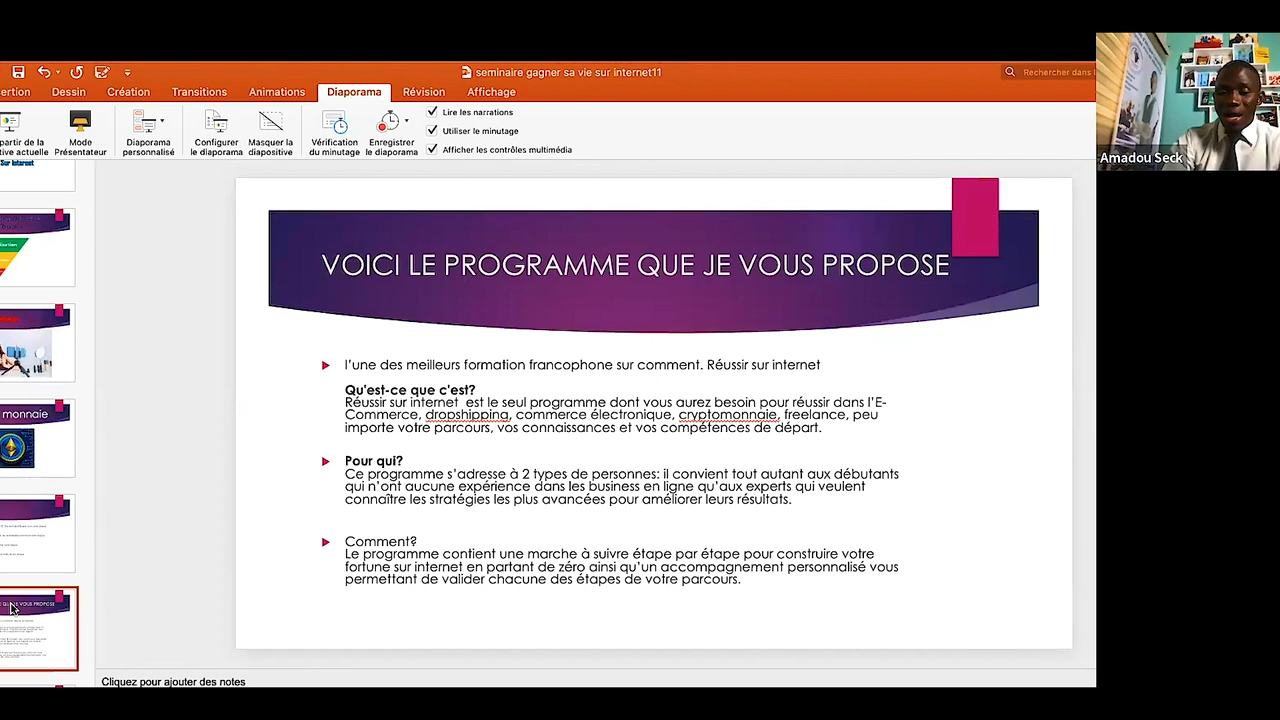 seminaire gagner sa vie sur internet11
Rechercher dans l
ertion Dessin Création Transitions Animations Diaporama Révision Affichage
partir de la
tive actuelle
Mode
Présentateur
Diaporama
personnalisé
Configurer
le diaporama
Masquer la
diapositive
Vérification
du minutage
Enregistrer
le diaporama
Lire les narrations
Utiliser le minutage
Afficher les contrôles multimédia
Amadou Seck
Sur Internet
monnaie
QUE JE VOUS PROPOSE
VOICI LE PROGRAMME QUE JE VOUS PROPOSE
l’une des meilleurs formation francophone sur comment. Réussir sur internet
Qu'est-ce que c'est?
Réussir sur internet est le seul programme dont vous aurez besoin pour réussir dans l’E-
Commerce, dropshipping, commerce électronique, cryptomonnaie, freelance, peu
importe votre parcours, vos connaissances et vos compétences de départ.
Pour qui?
Ce programme s’adresse à 2 types de personnes: il convient tout autant aux débutants
qui n’ont aucune expérience dans les business en ligne qu’aux experts qui veulent
connaître les stratégies les plus avancées pour améliorer leurs résultats.
Comment?
Le programme contient une marche à suivre étape par étape pour construire votre
fortune sur internet en partant de zéro ainsi qu’un accompagnement personnalisé vous
permettant de valider chacune des étapes de votre parcours.
Cliquez pour ajouter des notes